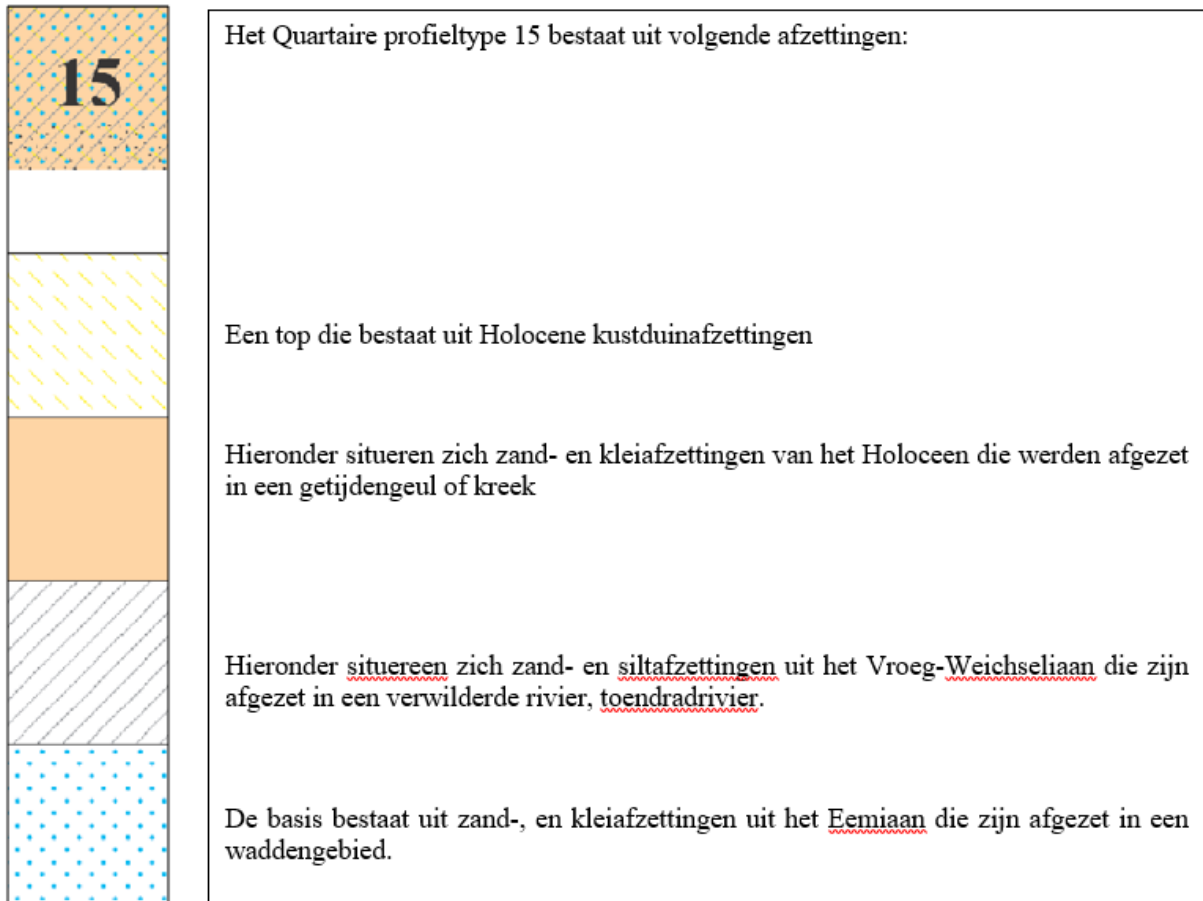 15
Het Quartaire profieltype 15 bestaat uit volgende afzettingen:
Een top die bestaat uit Holocene kustduinafzettingen
Hieronder situeren zich zand- en kleiafzettingen van het Holoceen die werden afgezet
in een getijdengeul of kreek
Hieronder situereen zich zand- en siltafzettingen uit het Vroeg-Weichseliaan die zijn
afgezet in een verwilderde rivier, toendradrivier.
De basis bestaat uit zand-, en kleiafzettingen uit het Eemiaan die zijn afgezet in een
waddengebied.